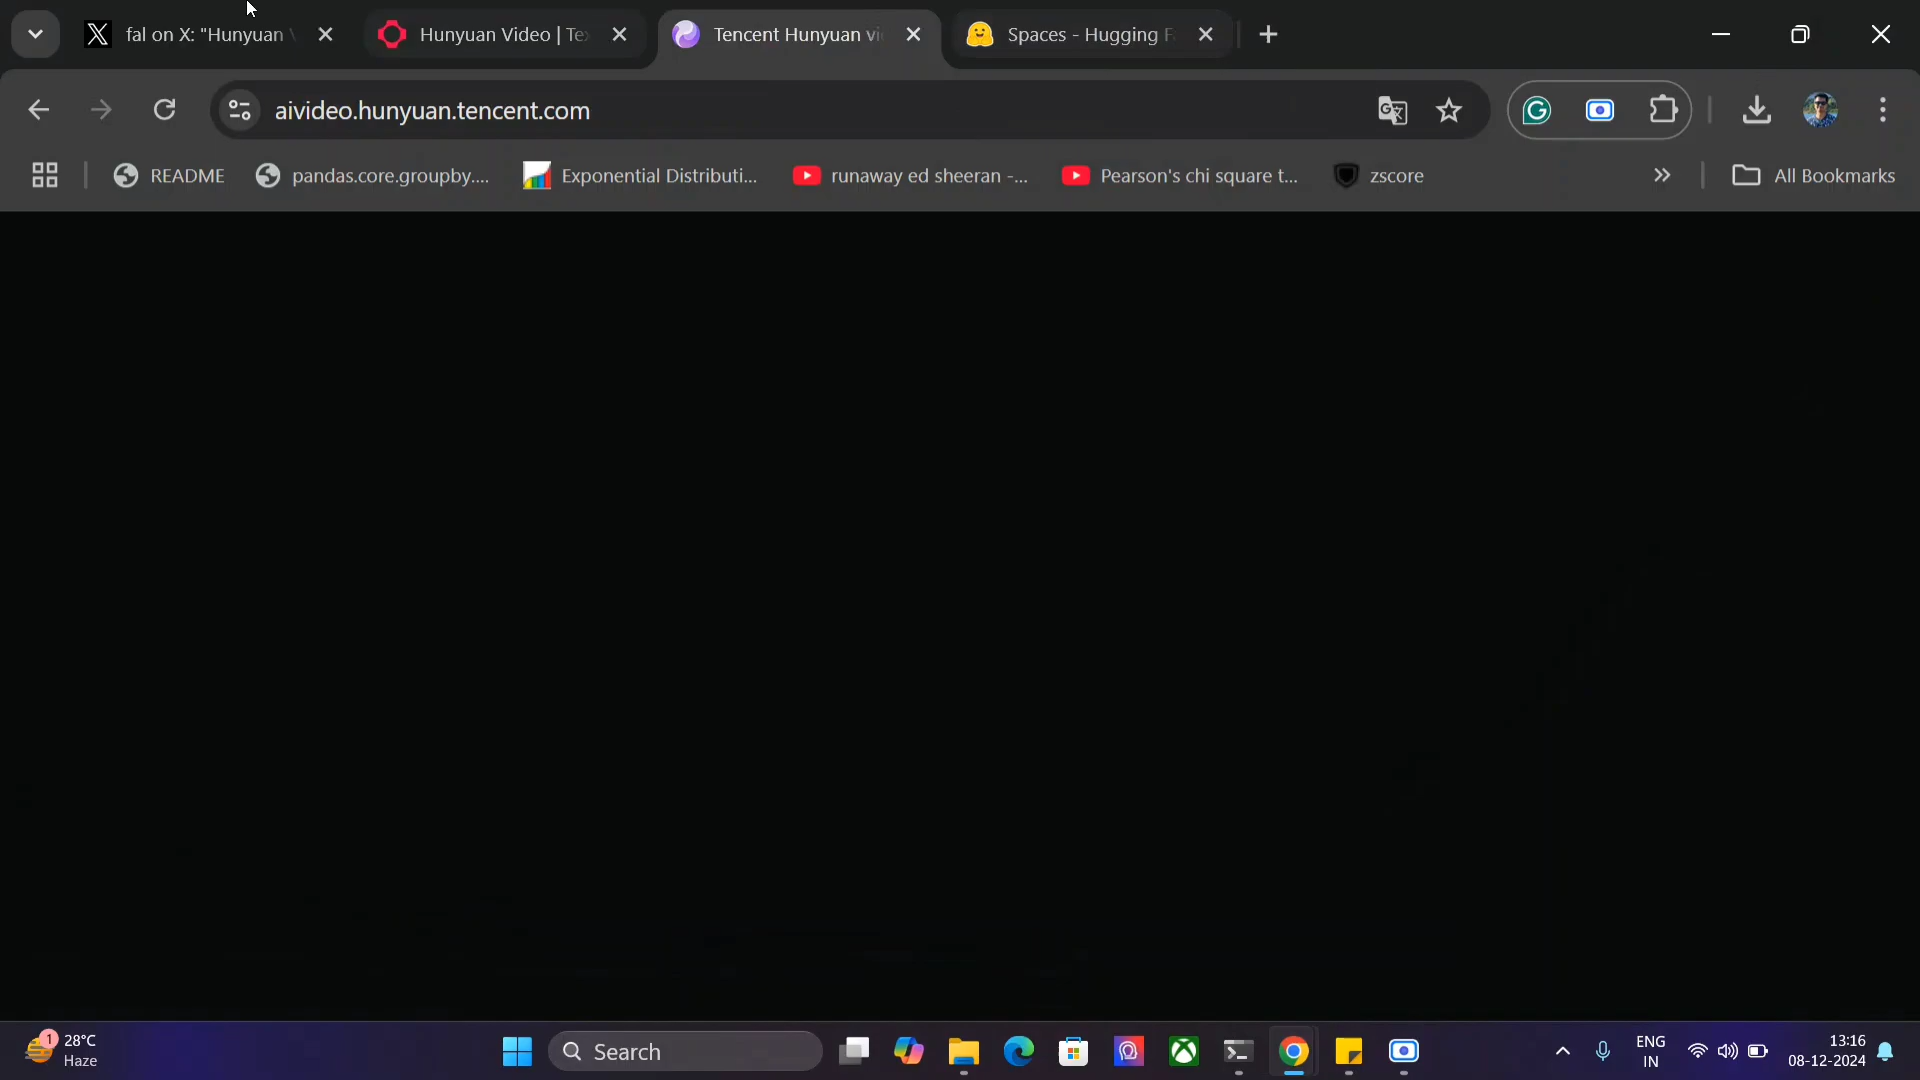 fal on X: "Hunyuan V
Hunyuan Video | Te
Tencent Hunyuan vi
Spaces - Hugging F
aivideo.hunyuan.tencent.com
README
pandas.core.groupby....
Exponential Distributi...
runaway ed sheeran -...
Pearson's chi square t...
zscore
All Bookmarks
1
28°C
Haze
Search
ENG
IN
13:16
08-12-2024